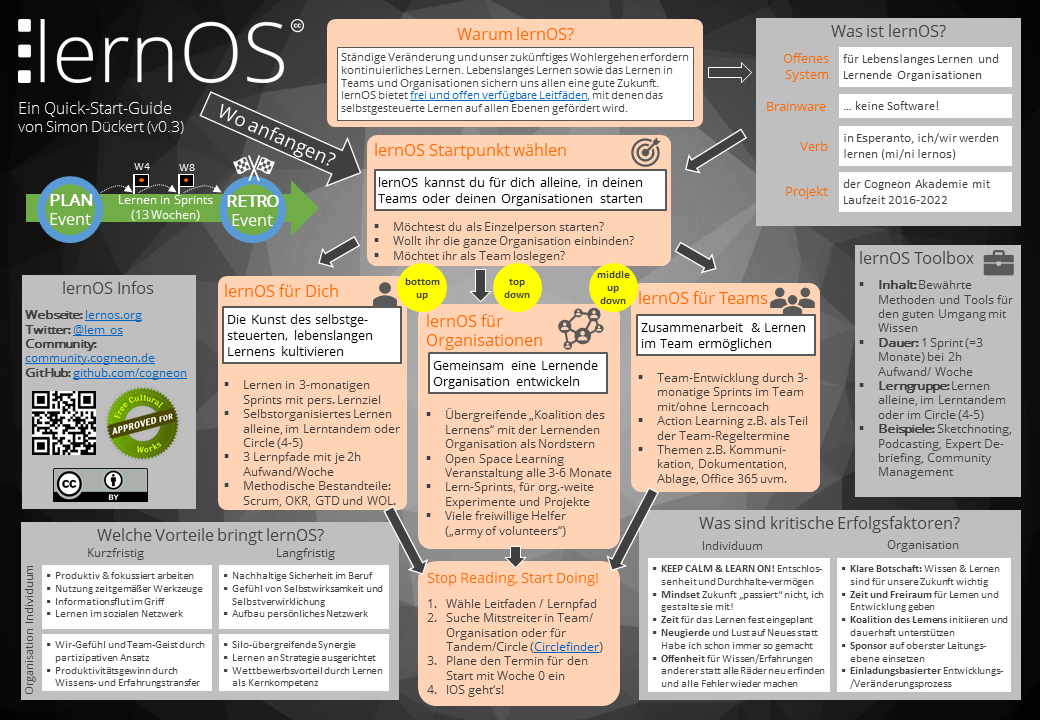 lernOS
cc
Ein Quick-Start-Guide
von Simon Dückert (v0.3)
Wo anfangen?
W4
W8
PLAN
Event
Lernen in Sprints
(13 Wochen)
RETRO
Event
Warum lernOS?
Ständige Veränderung und unser zukünftiges Wohlergehen erfordern
kontinuierliches Lernen. Lebenslanges Lernen sowie das Lernen in
Teams und Organisationen sichern uns allen eine gute Zukunft.
lernOS bietet frei und offen verfügbare Leitfäden, mit denen das
selbstgesteuerte Lernen auf allen Ebenen gefördert wird.
Was ist lernOS?
Offenes
System
für Lebenslanges Lernen und
Lernende Organisationen
Brainware
... keine Software!
Verb
in Esperanto, ich/wir werden
lernen (mi/ni lernos)
Projekt
der Cogneon Akademie mit
Laufzeit 2016-2022
lernOS Startpunkt wählen
lernOS kannst du für dich alleine, in deinen
Teams oder deinen Organisationen starten
▪ Möchtest du als Einzelperson starten?
▪ Wollt ihr die ganze Organisation einbinden?
▪ Möchtet ihr als Team loslegen?
bottom
up
top
down
middle
up
down
lernOS Infos
Webseite: lernos.org
Twitter: @lern_os
Community:
community.cogneon.de
GitHub: github.com/cogneon
Free Cultural
APPROVED FOR
Works
cc
BY
lernOS für Dich
Die Kunst des selbstge-
steuerten, lebenslangen
Lernens kultivieren
▪ Lernen in 3-monatigen
Sprints mit pers. Lernziel
▪ Selbstorganisiertes Lernen
alleine, im Lerntandem oder
Circle (4-5)
▪ 3 Lernpfade mit je 2h
Aufwand/Woche
▪ Methodische Bestandteile:
Scrum, OKR, GTD und WOL.
lernOS für
Organisationen
Gemeinsam eine Lernende
Organisation entwickeln
▪ Übergreifende „Koalition des
Lernens“ mit der Lernenden
Organisation als Nordstern
▪ Open Space Learning
Veranstaltung alle 3-6 Monate
▪ Lern-Sprints, für org.-weite
Experimente und Projekte
▪ Viele freiwillige Helfer
(„army of volunteers“)
lernOS für Teams
Zusammenarbeit & Lernen
im Team ermöglichen
▪ Team-Entwicklung durch 3-
monatige Sprints im Team
mit/ohne Lerncoach
▪ Action Learning z.B. als Teil
der Team-Regeltermine
▪ Themen z.B. Kommuni-
kation, Dokumentation,
Ablage, Office 365 uvm.
lernOS Toolbox
▪ Inhalt: Bewährte
Methoden und Tools für
den guten Umgang mit
Wissen
▪ Dauer: 1 Sprint (=3
Monate) bei 2h
Aufwand/ Woche
▪ Lerngruppe: Lernen
alleine, im Lerntandem
oder im Circle (4-5)
▪ Beispiele: Sketchnoting,
Podcasting, Expert De-
briefing, Community
Management
Welche Vorteile bringt lernOS?
Kurzfristig
Langfristig
Individuum
▪ Produktiv & fokussiert arbeiten
▪ Nutzung zeitgemäßer Werkzeuge
▪ Informationsflut im Griff
▪ Lernen im sozialen Netzwerk
▪ Nachhaltige Sicherheit im Beruf
▪ Gefühl von Selbstwirksamkeit und
Selbstverwirklichung
▪ Aufbau persönliches Netzwerk
Organisation
▪ Wir-Gefühl und Team-Geist durch
partizipativen Ansatz
▪ Produktivitätsgewinn durch
Wissens- und Erfahrungstransfer
▪ Silo-übergreifende Synergie
▪ Lernen an Strategie ausgerichtet
▪ Wettbewerbsvorteil durch Lernen
als Kernkompetenz
Stop Reading, Start Doing!
1. Wähle Leitfaden / Lernpfad
2. Suche Mitstreiter in Team/
Organisation oder für
Tandem/Circle (Circlefinder)
3. Plane den Termin für den
Start mit Woche 0 ein
4. lOS geht’s!
Was sind kritische Erfolgsfaktoren?
Individuum
Organisation
▪ KEEP CALM & LEARN ON! Entschlos-
senheit und Durchhalte-vermögen
▪ Mindset Zukunft „passiert“ nicht, ich
gestalte sie mit!
▪ Zeit für das Lernen fest eingeplant
▪ Neugierde und Lust auf Neues statt
Habe ich schon immer so gemacht
▪ Offenheit für Wissen/Erfahrungen
anderer statt alle Räder neu erfinden
und alle Fehler wieder machen
▪ Klare Botschaft: Wissen & Lernen
sind für unsere Zukunft wichtig
▪ Zeit und Freiraum für Lernen und
Entwicklung geben
▪ Koalition des Lernens initiieren und
dauerhaft unterstützen
▪ Sponsor auf oberster Leitungs-
ebene einsetzen
▪ Einladungsbasierter Entwicklungs-
/Veränderungsprozess